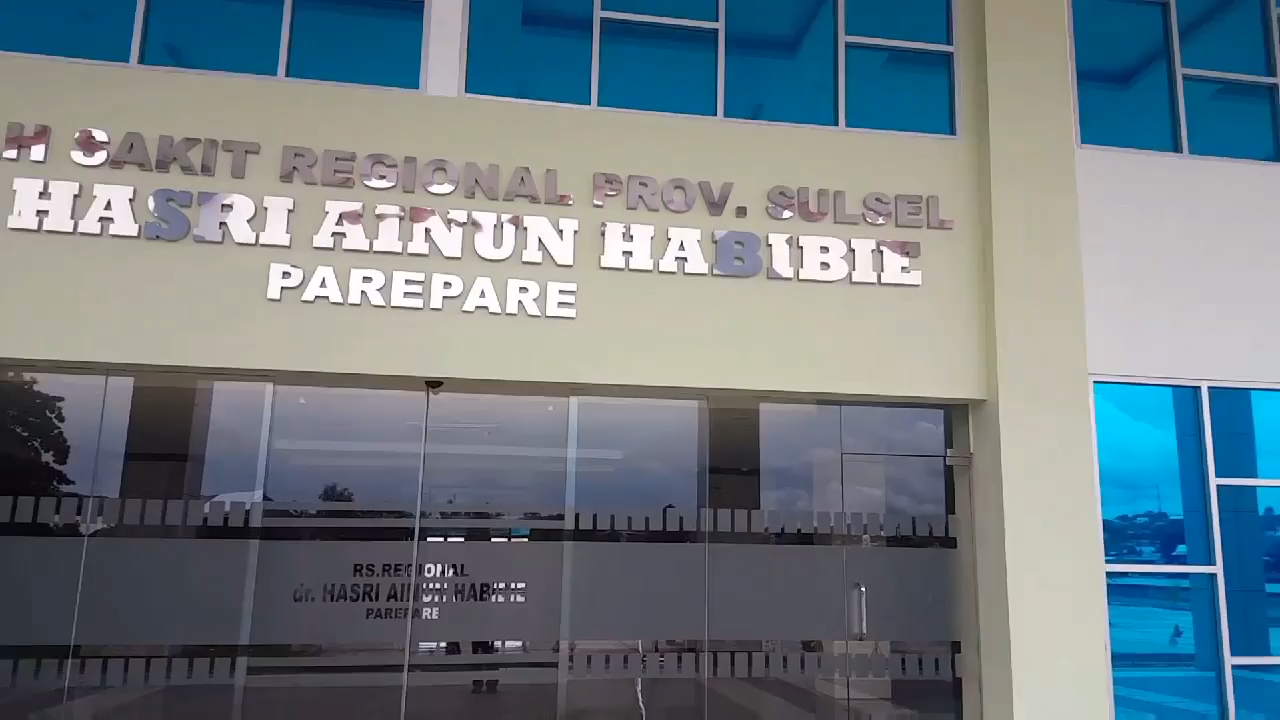 H SAKIT REGIONAL PROV. SULSEL
HASRI AINUN HABIBIE
PAREPARE
RS.REGIONAL
dr. HASRI AINUN HABIBIE
PAREPARE